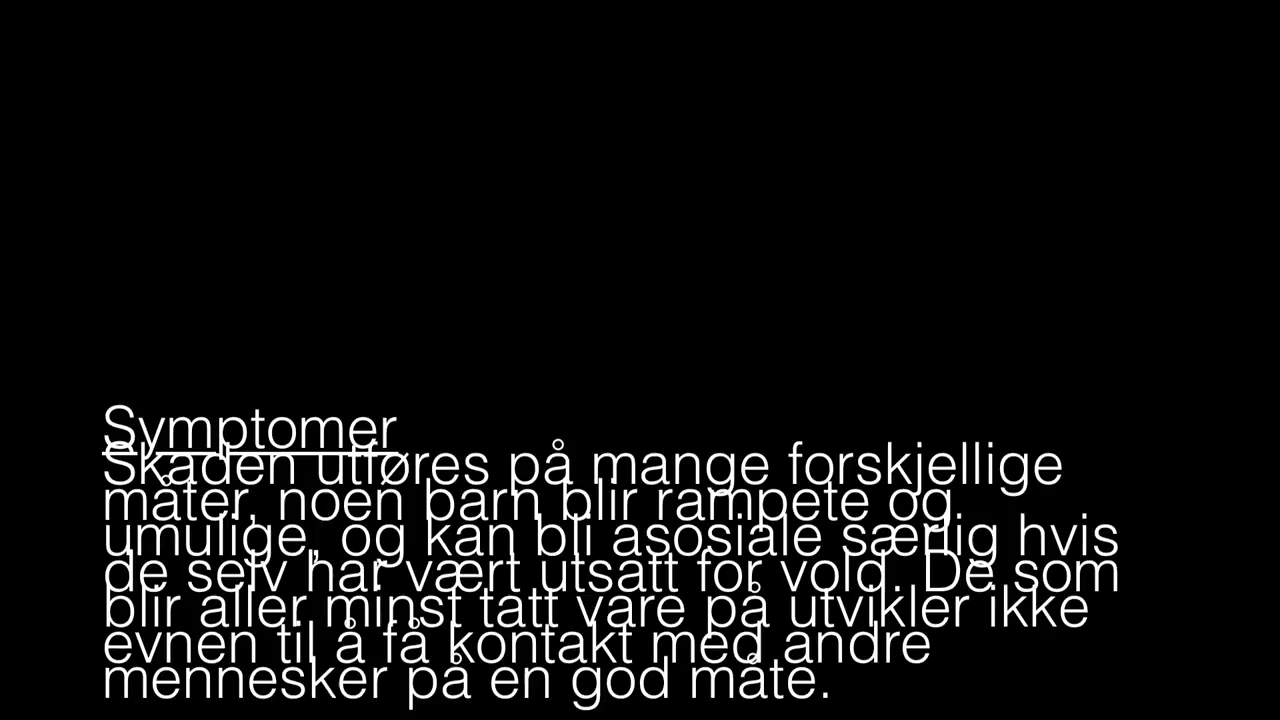 Symptomer
Skaden utføres på mange forskjellige
måter, noen barn blir rampete og
umulige, og kan bli asosiale særlig hvis
de selv har vært utsatt for vold. De som
blir aller minst tatt vare på utvikler ikke
evnen til å få kontakt med andre
mennesker på en god måte.